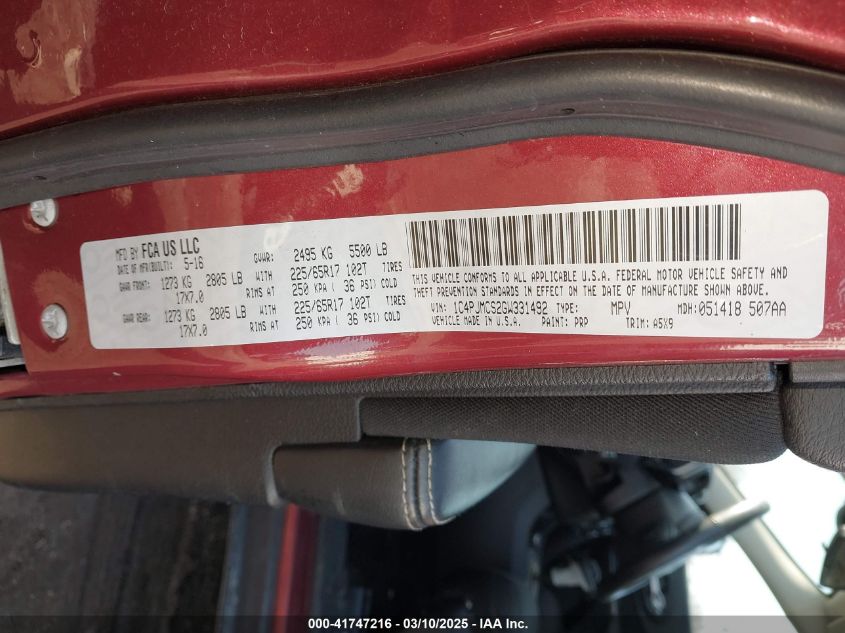 MFD BY FCA US LLC
DATE OF MFR(BUILT): 5-16
GVWR: 2495 KG 5500 LB
GAWR FRONT: 1273 KG 2805 LB WITH 225/65R17 102T TIRES
17X7.0 RIMS AT 250 KPA ( 36 PSI) COLD
GAWR REAR: 1273 KG 2805 LB WITH 225/65R17 102T TIRES
17X7.0 RIMS AT 250 KPA ( 36 PSI) COLD
THIS VEHICLE CONFORMS TO ALL APPLICABLE U.S.A. FEDERAL MOTOR VEHICLE SAFETY AND
THEFT PREVENTION STANDARDS IN EFFECT ON THE DATE OF MANUFACTURE SHOWN ABOVE.
VIN: 1C4PJMCS2GW331492 TYPE: MPV MDH: 051418 507AA
VEHICLE MADE IN U.S.A. PAINT: PRP TRIM: A5X9
000-41747216 - 03/10/2025 - IAA Inc.